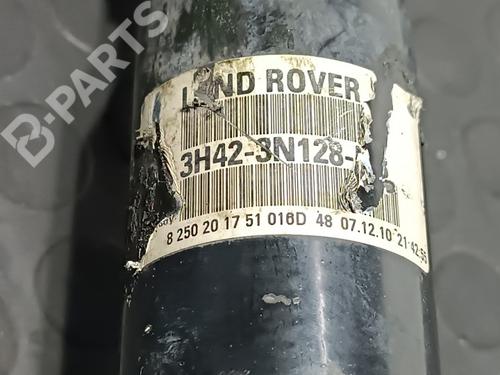 B-PARTS
LAND ROVER
3H42-3N128-
8 250 20 17 51 016D 48 07.12.10 21:42:55